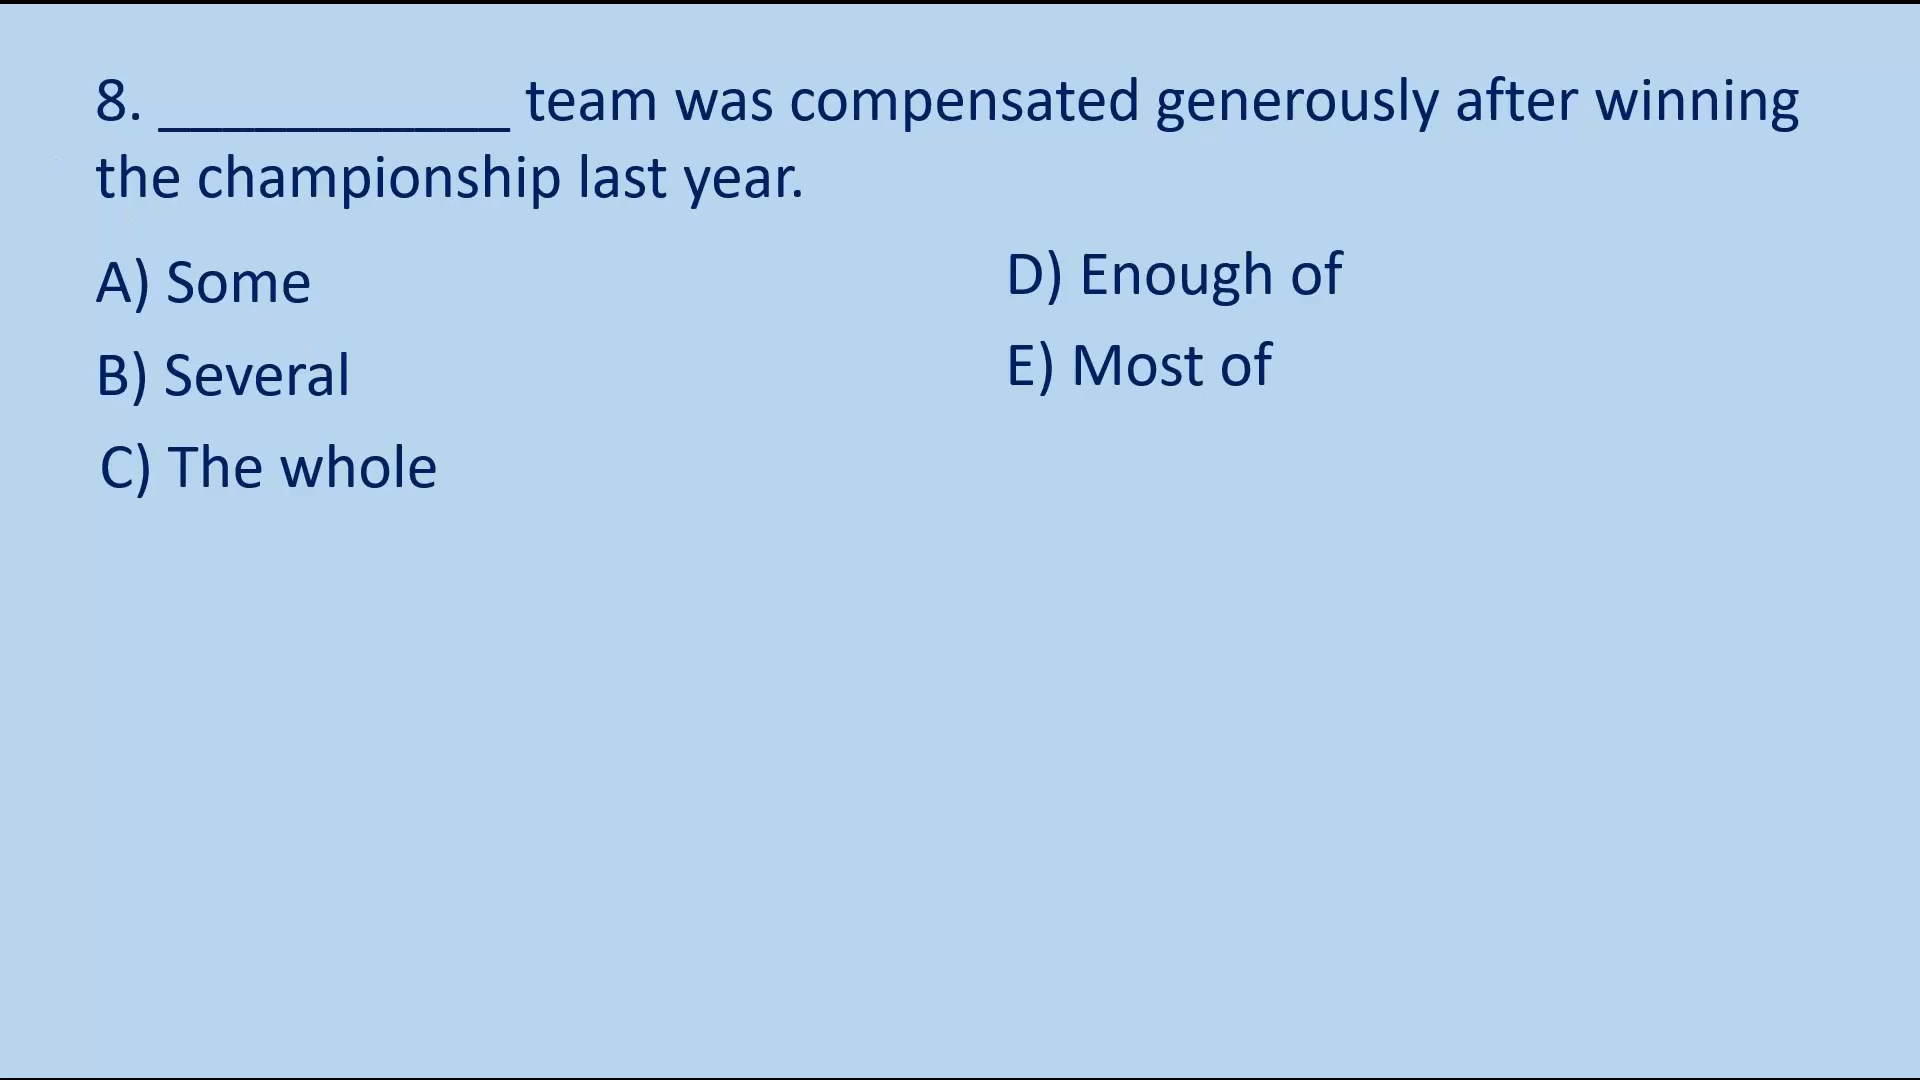 8. ___________ team was compensated generously after winning
the championship last year.
A) Some
B) Several
C) The whole
D) Enough of
E) Most of